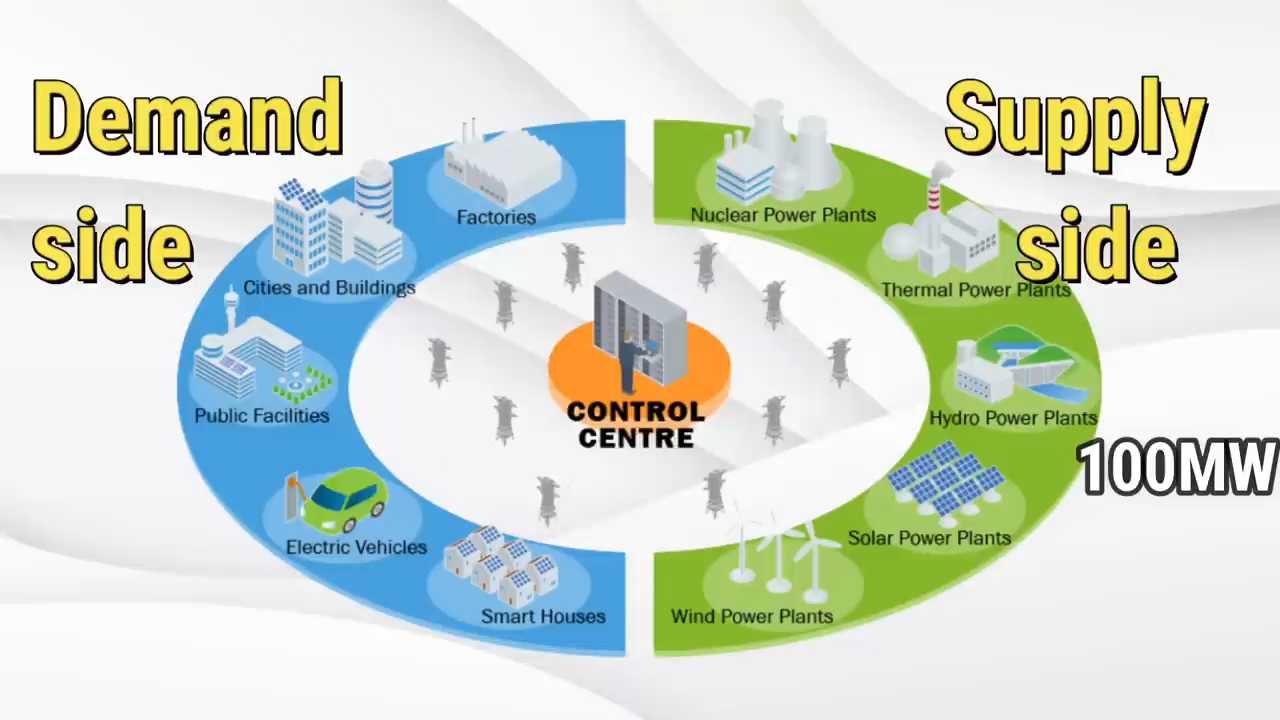 Demand
side
Supply
side
Factories
Nuclear Power Plants
Cities and Buildings
Thermal Power Plants
Public Facilities
Hydro Power Plants
CONTROL
CENTRE
100MW
Electric Vehicles
Solar Power Plants
Smart Houses
Wind Power Plants